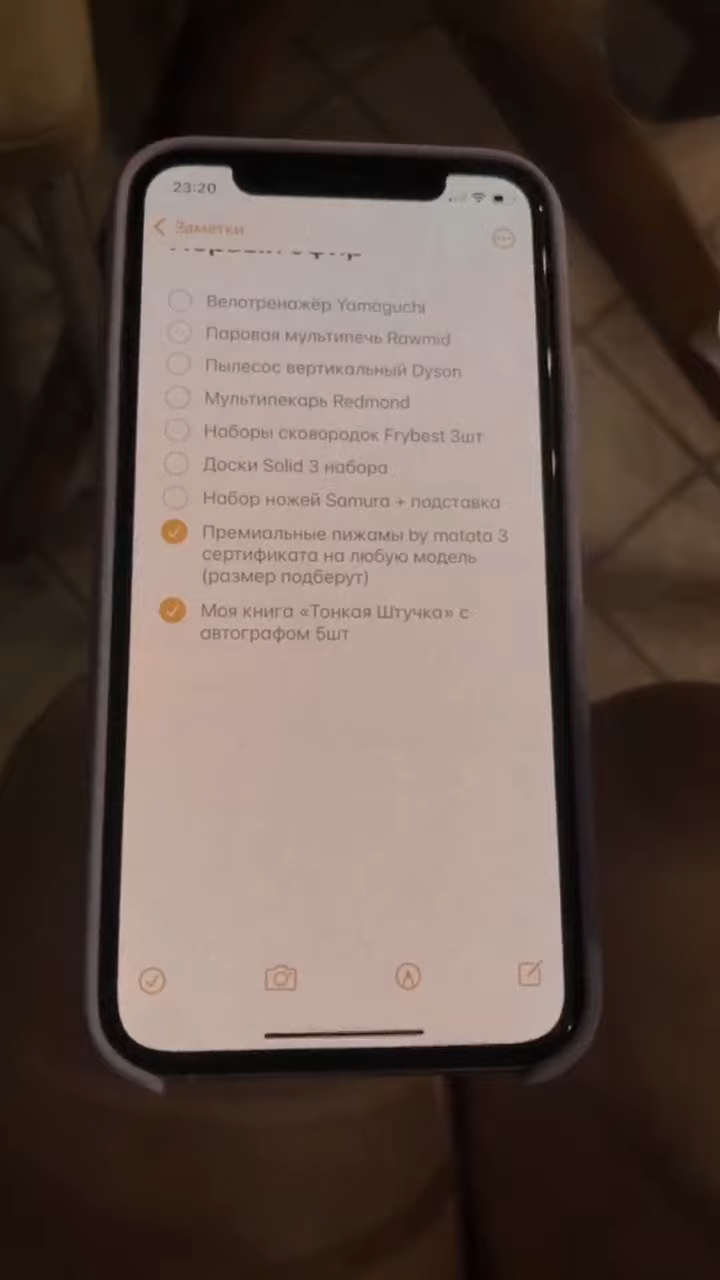 23:20
Заметки
Велотренажёр Yamaguchi
Паровая мультипечь Rawmid
Пылесос вертикальный Dyson
Мультипекарь Redmond
Наборы сковородок Frybest 3шт
Доски Solid 3 набора
Набор ножей Samura + подставка
Премиальные пижамы by matata 3
сертификата на любую модель
(размер подберут)
Моя книга «Тонкая Штучка» с
автографом 5шт